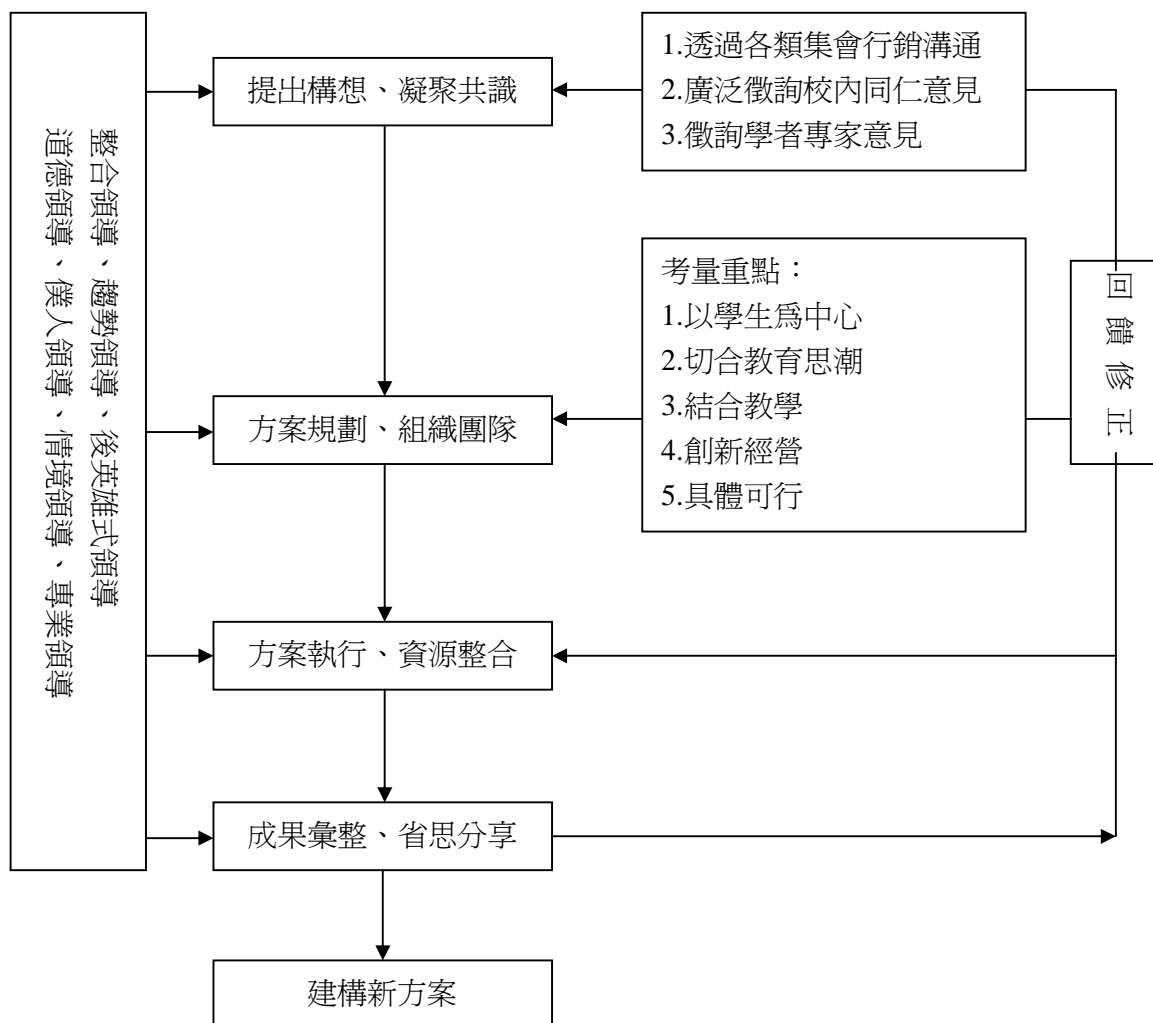 整合領導、趨勢領導、後英雄式領導
道德領導、僕人領導、情境領導、專業領導
提出構想、凝聚共識
1.透過各類集會行銷溝通
2.廣泛徵詢校內同仁意見
3.徵詢學者專家意見
方案規劃、組織團隊
考量重點：
1.以學生為中心
2.切合教育思潮
3.結合教學
4.創新經營
5.具體可行
回饋修正
方案執行、資源整合
成果彙整、省思分享
建構新方案